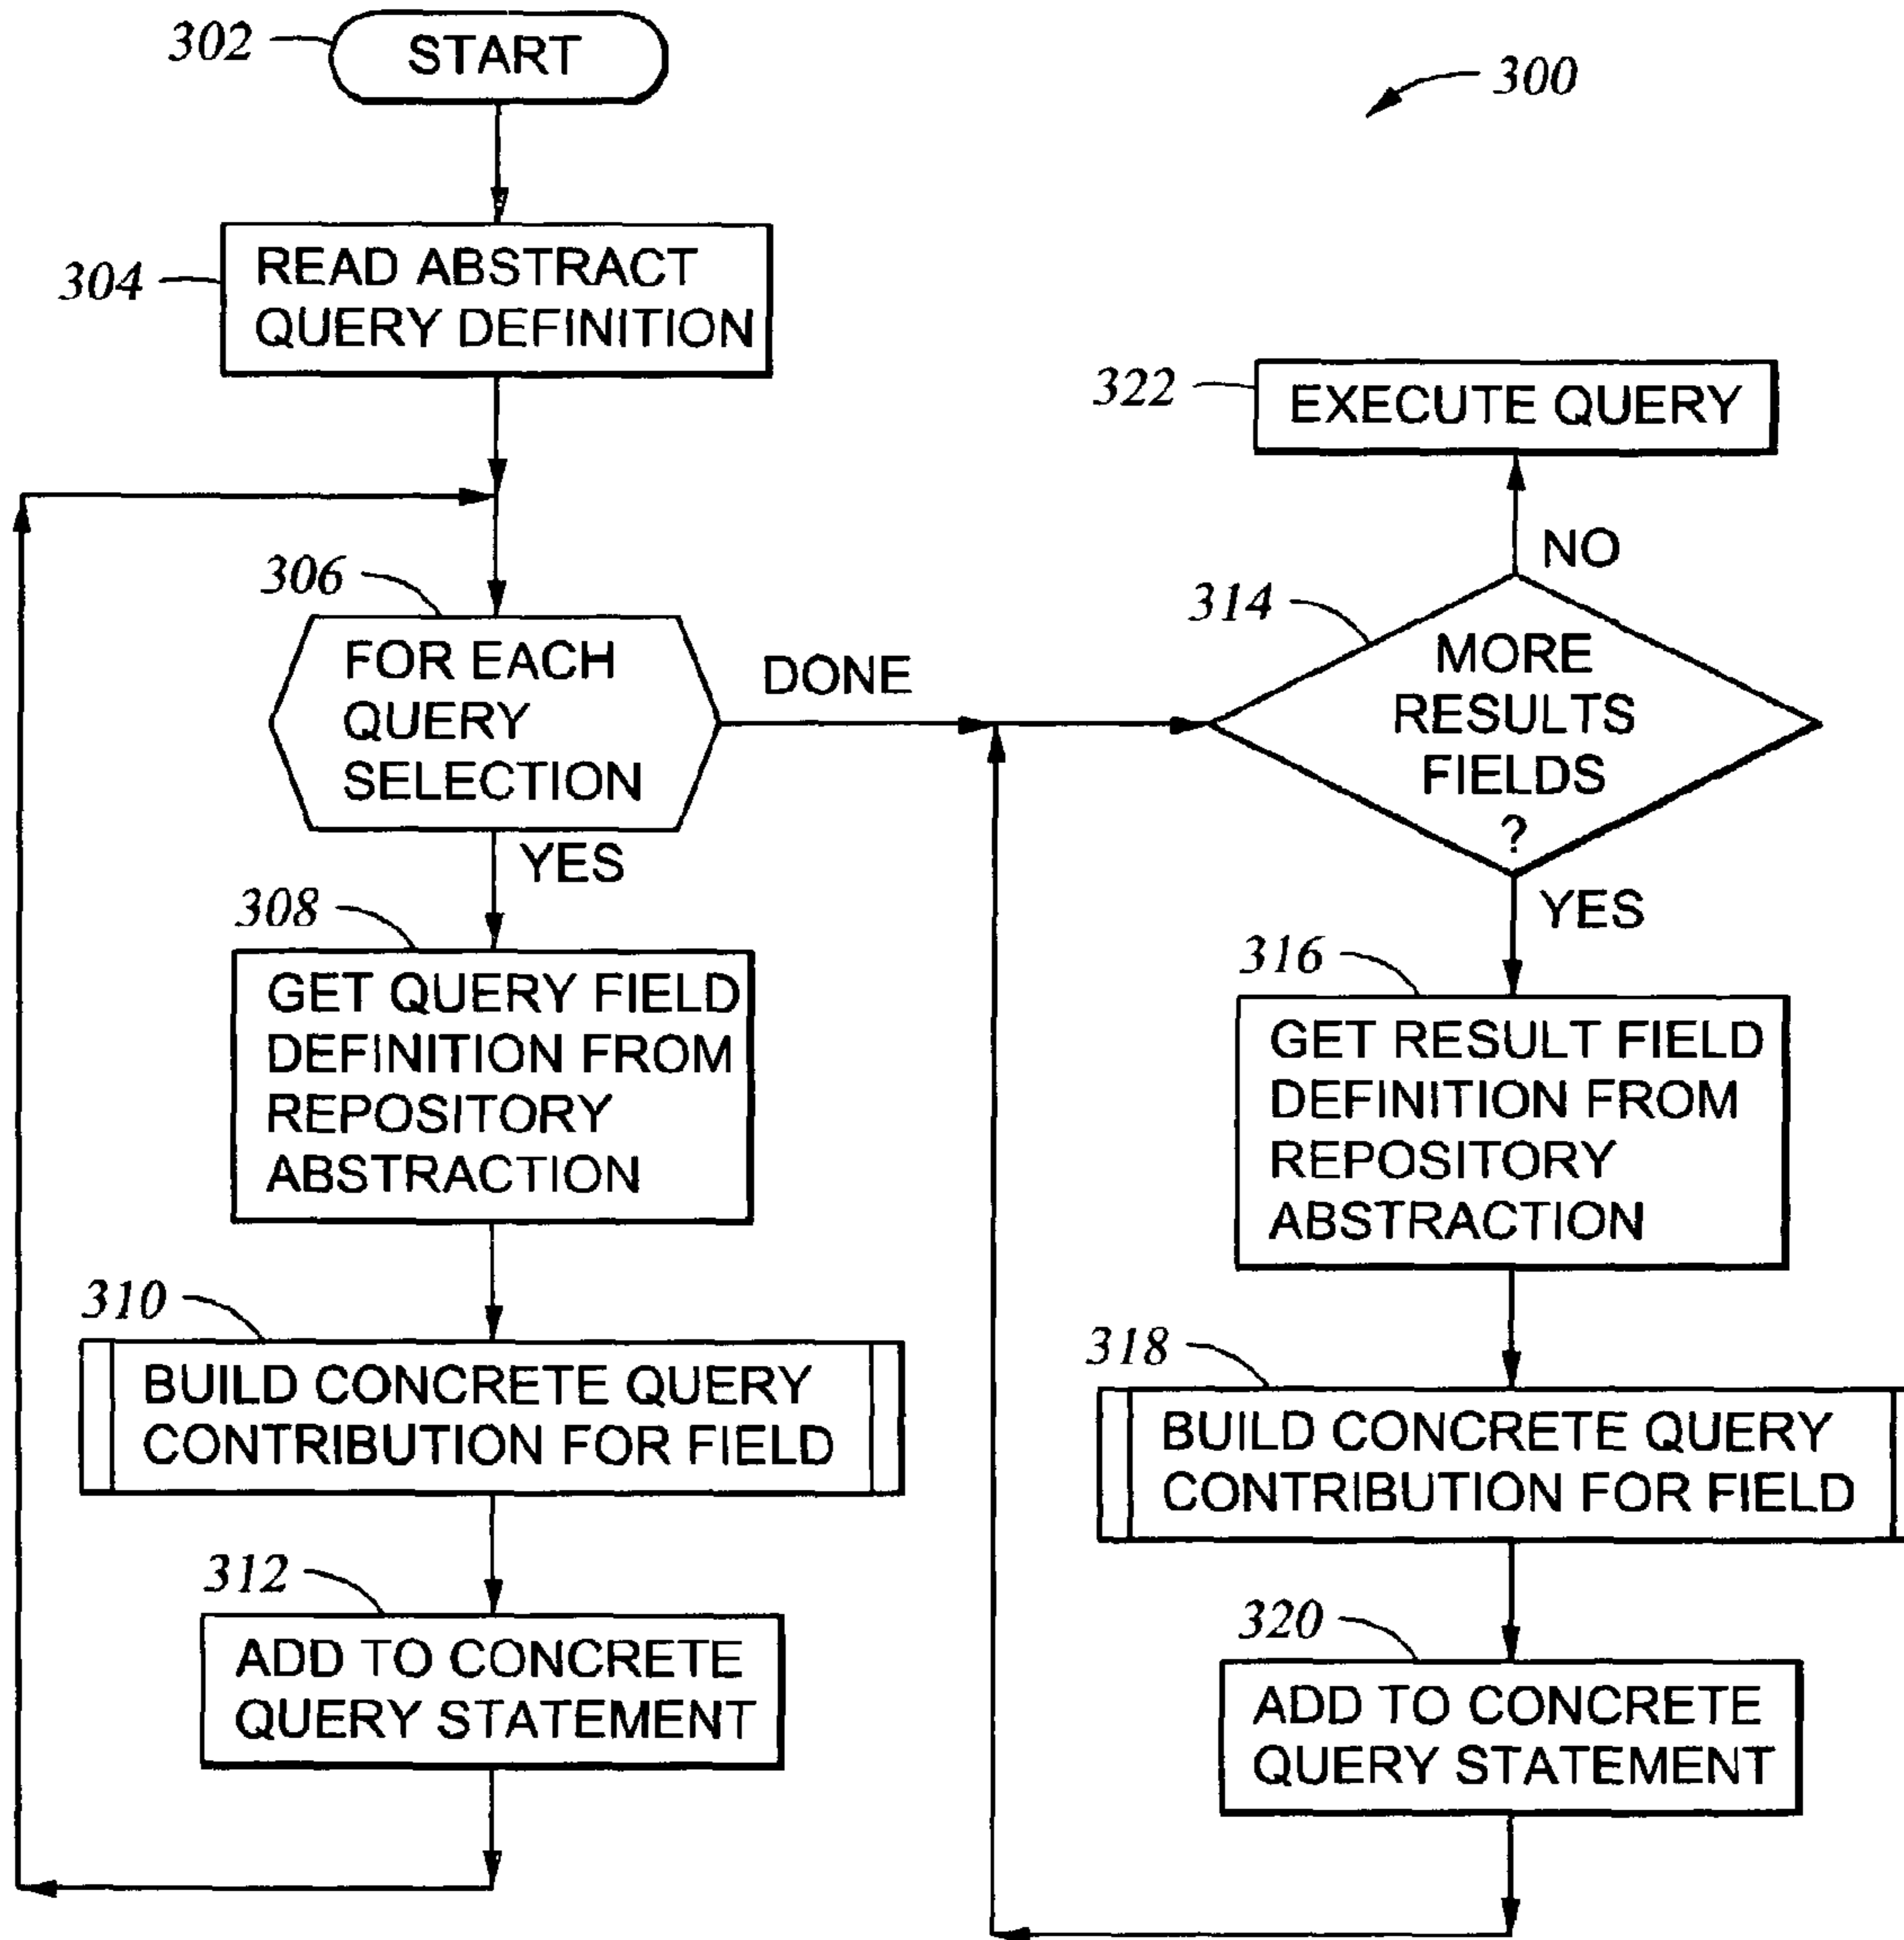 302
START
300
304
READ ABSTRACT
QUERY DEFINITION
306
FOR EACH
QUERY
SELECTION
DONE
YES
308
GET QUERY FIELD
DEFINITION FROM
REPOSITORY
ABSTRACTION
310
BUILD CONCRETE QUERY
CONTRIBUTION FOR FIELD
312
ADD TO CONCRETE
QUERY STATEMENT
322
EXECUTE QUERY
NO
314
MORE
RESULTS
FIELDS
?
YES
316
GET RESULT FIELD
DEFINITION FROM
REPOSITORY
ABSTRACTION
318
BUILD CONCRETE QUERY
CONTRIBUTION FOR FIELD
320
ADD TO CONCRETE
QUERY STATEMENT